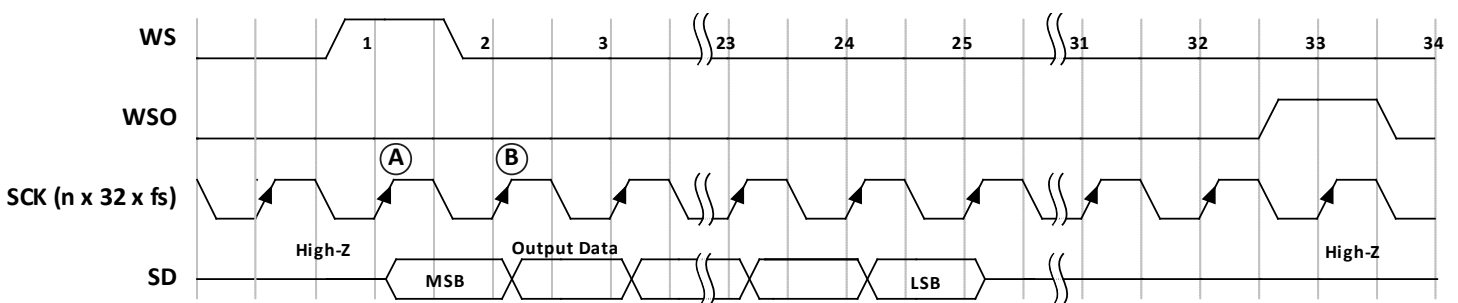 WS 1 2 3 23 24 25 31 32 33 34
WSO
A B
SCK (n x 32 x fs)
High-Z Output Data High-Z
SD MSB LSB